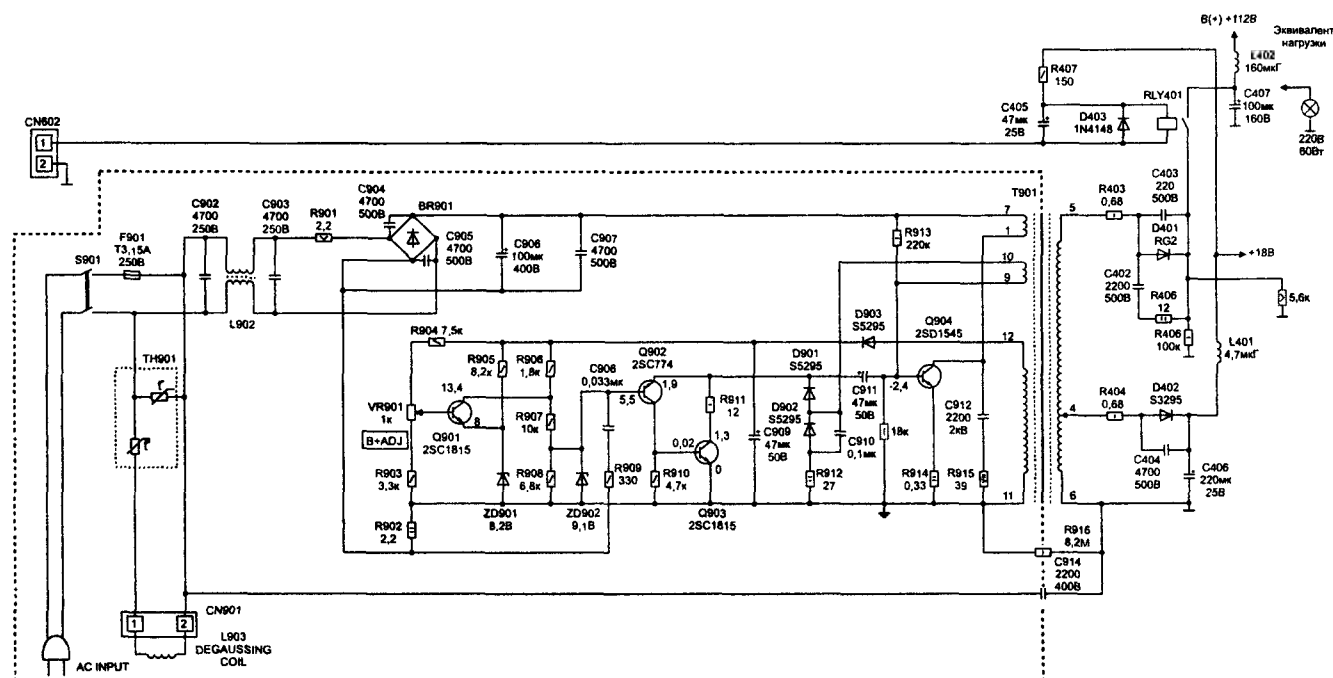 В(+) +112В
Эквивалент
нагрузки
L402
160мкГ
R407
150
RLY401
C407
100мк
160В
C405
47мк
25В
D403
1N4148
220В
60Вт
CN602
1
2
T901
C403
220
500В
R403
0,68
D401
RG2
+18В
C402
2200
500В
R406
12
R406
100к
5,6к
L401
4,7мкГ
C904
4700
500В
BR901
C902
4700
250В
C903
4700
250В
R901
2,2
F901
T3,15А
250В
S901
C905
4700
500В
C906
100мк
400В
C907
4700
500В
R913
220к
7
1
10
9
5
L902
R904 7,5к
D903
S5295
Q904
2SD1545
12
TH901
R905
8,2к
R906
1,8к
Q902
2SC774
D901
S5295
C906
0,033мк
13,4
1,9
5,5
-2,4
VR901
1к
8
R907
10к
R911
12
D902
S5295
C911
47мк
50В
C912
2200
2кВ
R404
0,68
D402
S3295
4
B+ADJ
Q901
2SC1815
0,02
1,3
0
C909
47мк
50В
C910
0,1мк
18к
C404
4700
500В
C406
220мк
25В
R903
3,3к
R908
6,8к
R909
330
R910
4,7к
R912
27
R914
0,33
R915
39
11
6
ZD901
8,2В
ZD902
9,1В
Q903
2SC1815
R902
2,2
R916
8,2М
C914
2200
400В
CN901
1
2
L903
DEGAUSSING
COIL
AC INPUT